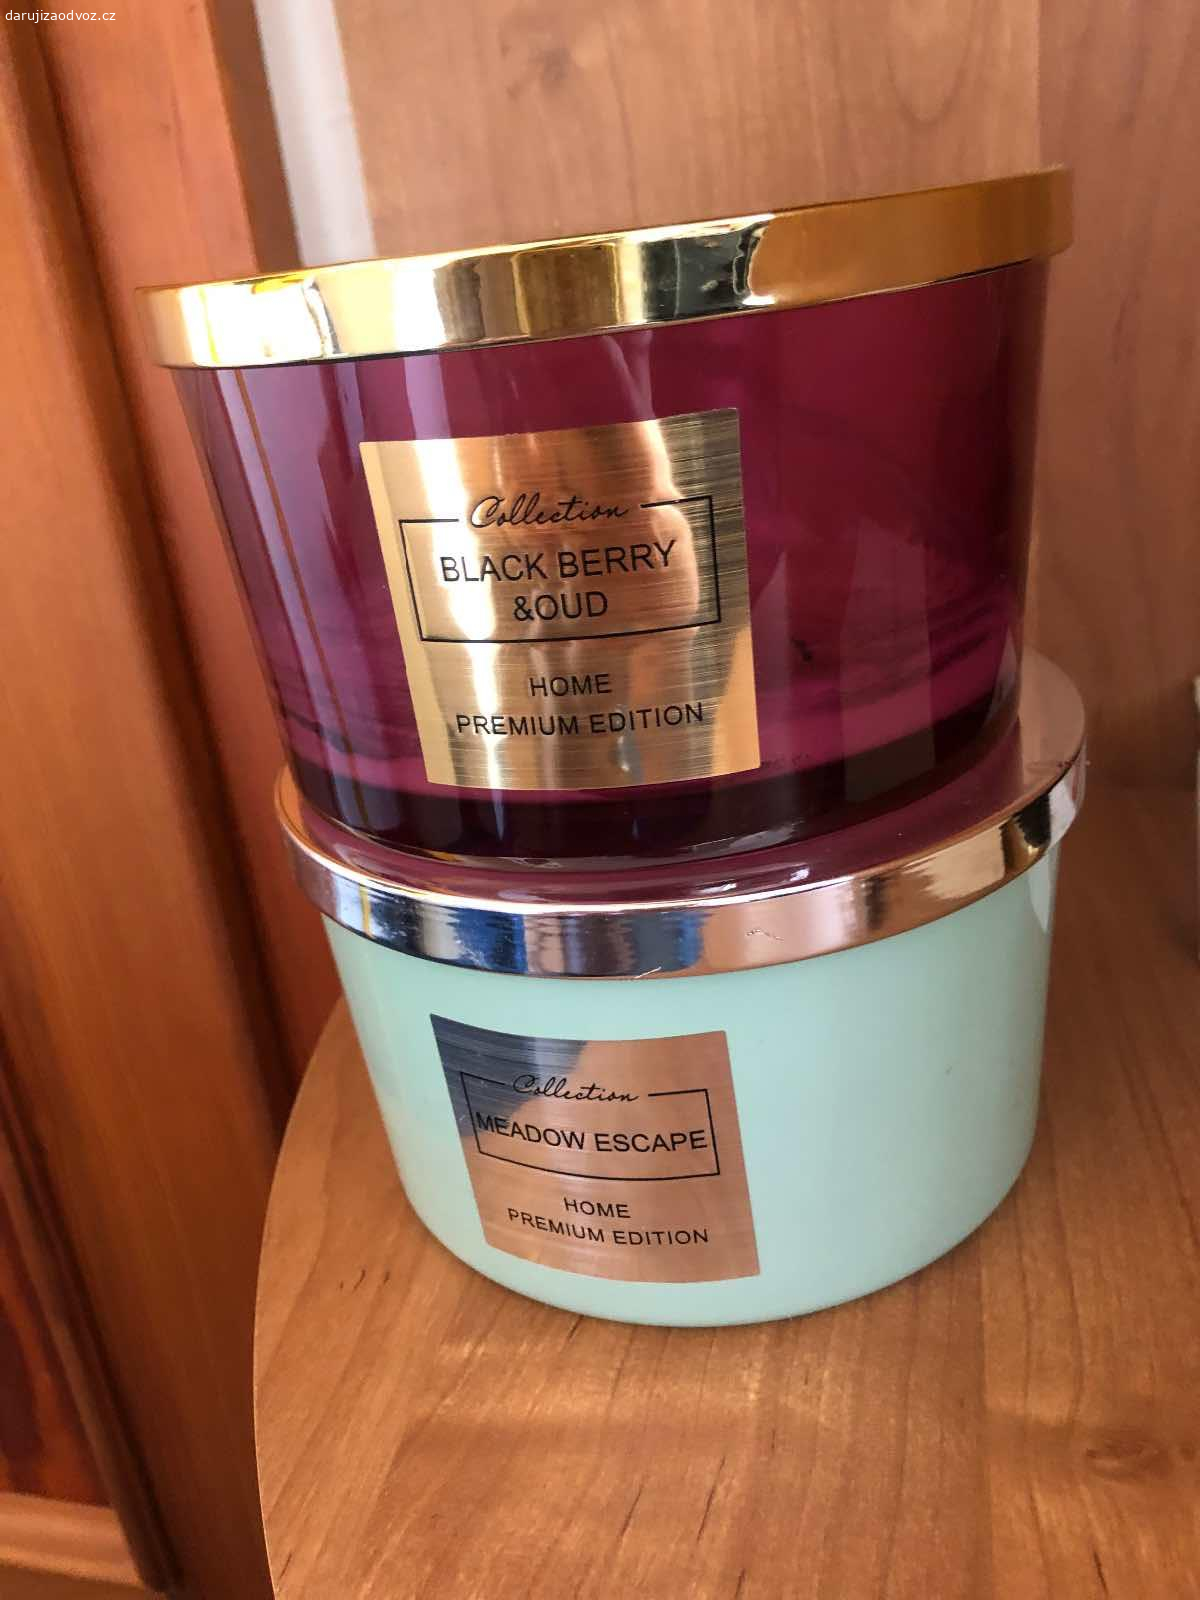 darujizaodvoz.cz
Collection
BLACK BERRY
&OUD
HOME
PREMIUM EDITION
Collection
MEADOW ESCAPE
HOME
PREMIUM EDITION